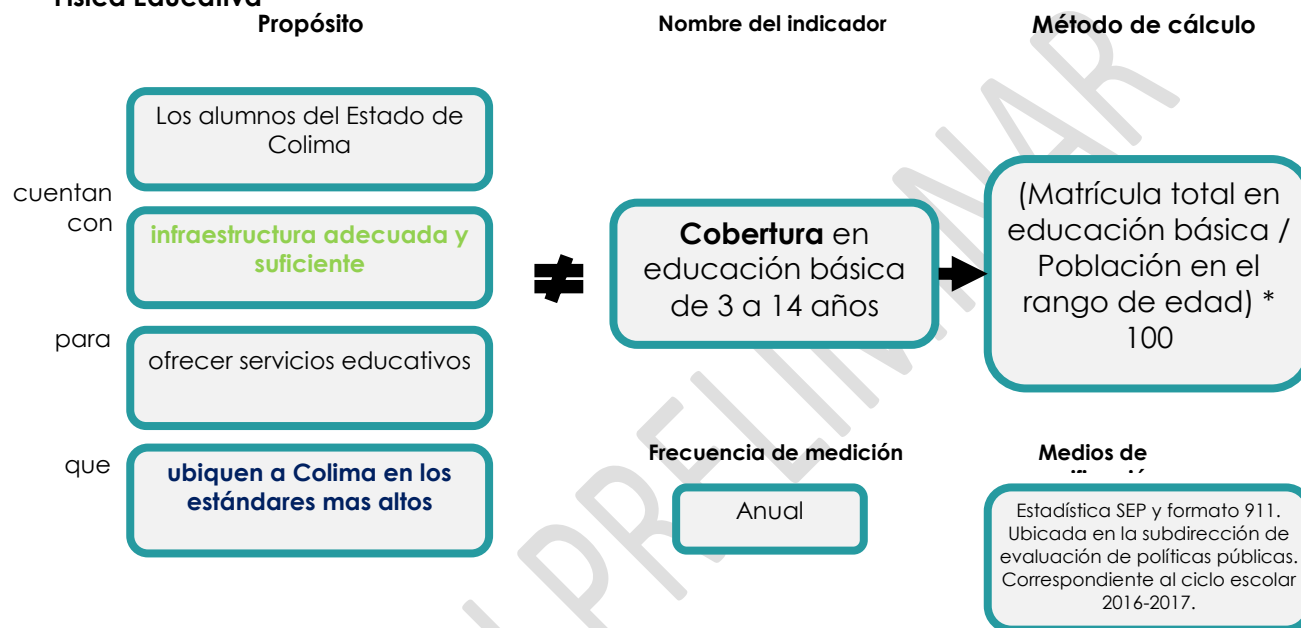 Física Educativa
Propósito
Nombre del indicador
Método de cálculo
Los alumnos del Estado de
Colima
cuentan
con
infraestructura adecuada y
suficiente
para
ofrecer servicios educativos
que
ubiquen a Colima en los
estándares mas altos
≠
Cobertura en
educación básica
de 3 a 14 años
(Matrícula total en
educación básica /
Población en el
rango de edad) *
100
Frecuencia de medición
Anual
Medios de
Estadística SEP y formato 911.
Ubicada en la subdirección de
evaluación de políticas públicas.
Correspondiente al ciclo escolar
2016-2017.
PRELIMINAR